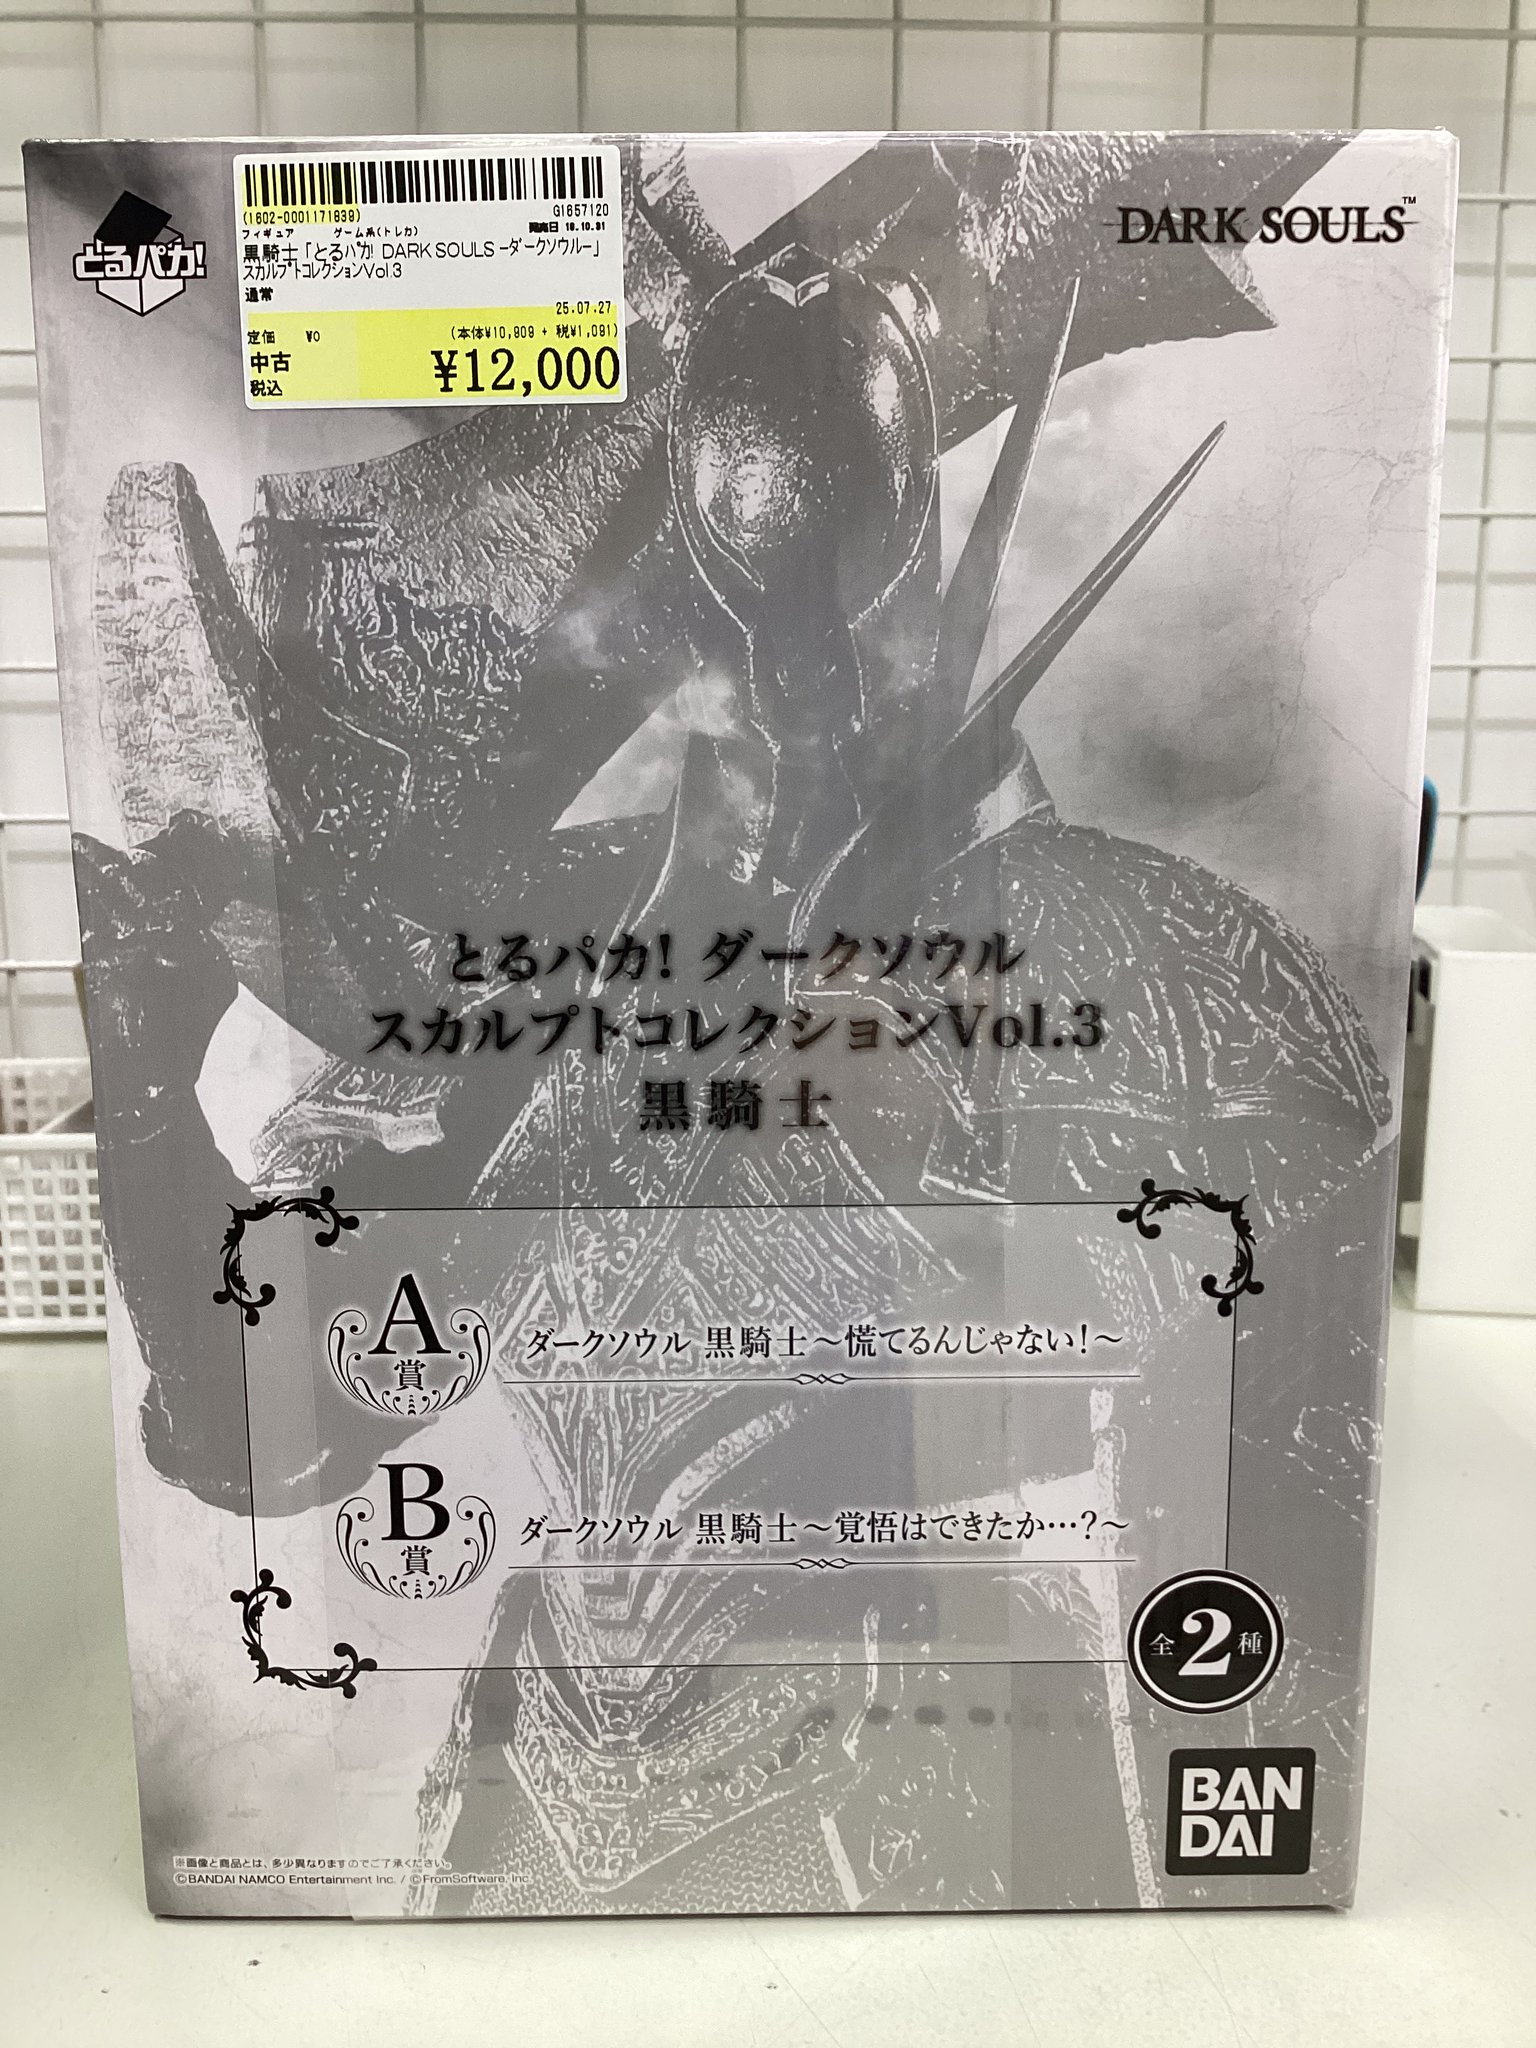 (1602-0001171839)
G1657120
フィギュア ゲーム系(トレカ) 発売日 18.10.31
黒騎士「とるパカ! DARK SOULS -ダークソウル-」
スカルプトコレクションVol.3
通常
25.07.27
定価 ¥0 (本体¥10,909 + 税¥1,091)
中古
税込 ¥12,000
とるパカ!
DARK SOULS™
とるパカ! ダークソウル
スカルプトコレクションVol.3
黒騎士
A賞 ダークソウル 黒騎士～慌てるんじゃない!～
B賞 ダークソウル 黒騎士～覚悟はできたか…?～
全2種
BAN
DAI
※画像と商品とは、多少異なりますのでご了承ください。
©BANDAI NAMCO Entertainment Inc. / ©FromSoftware, Inc.